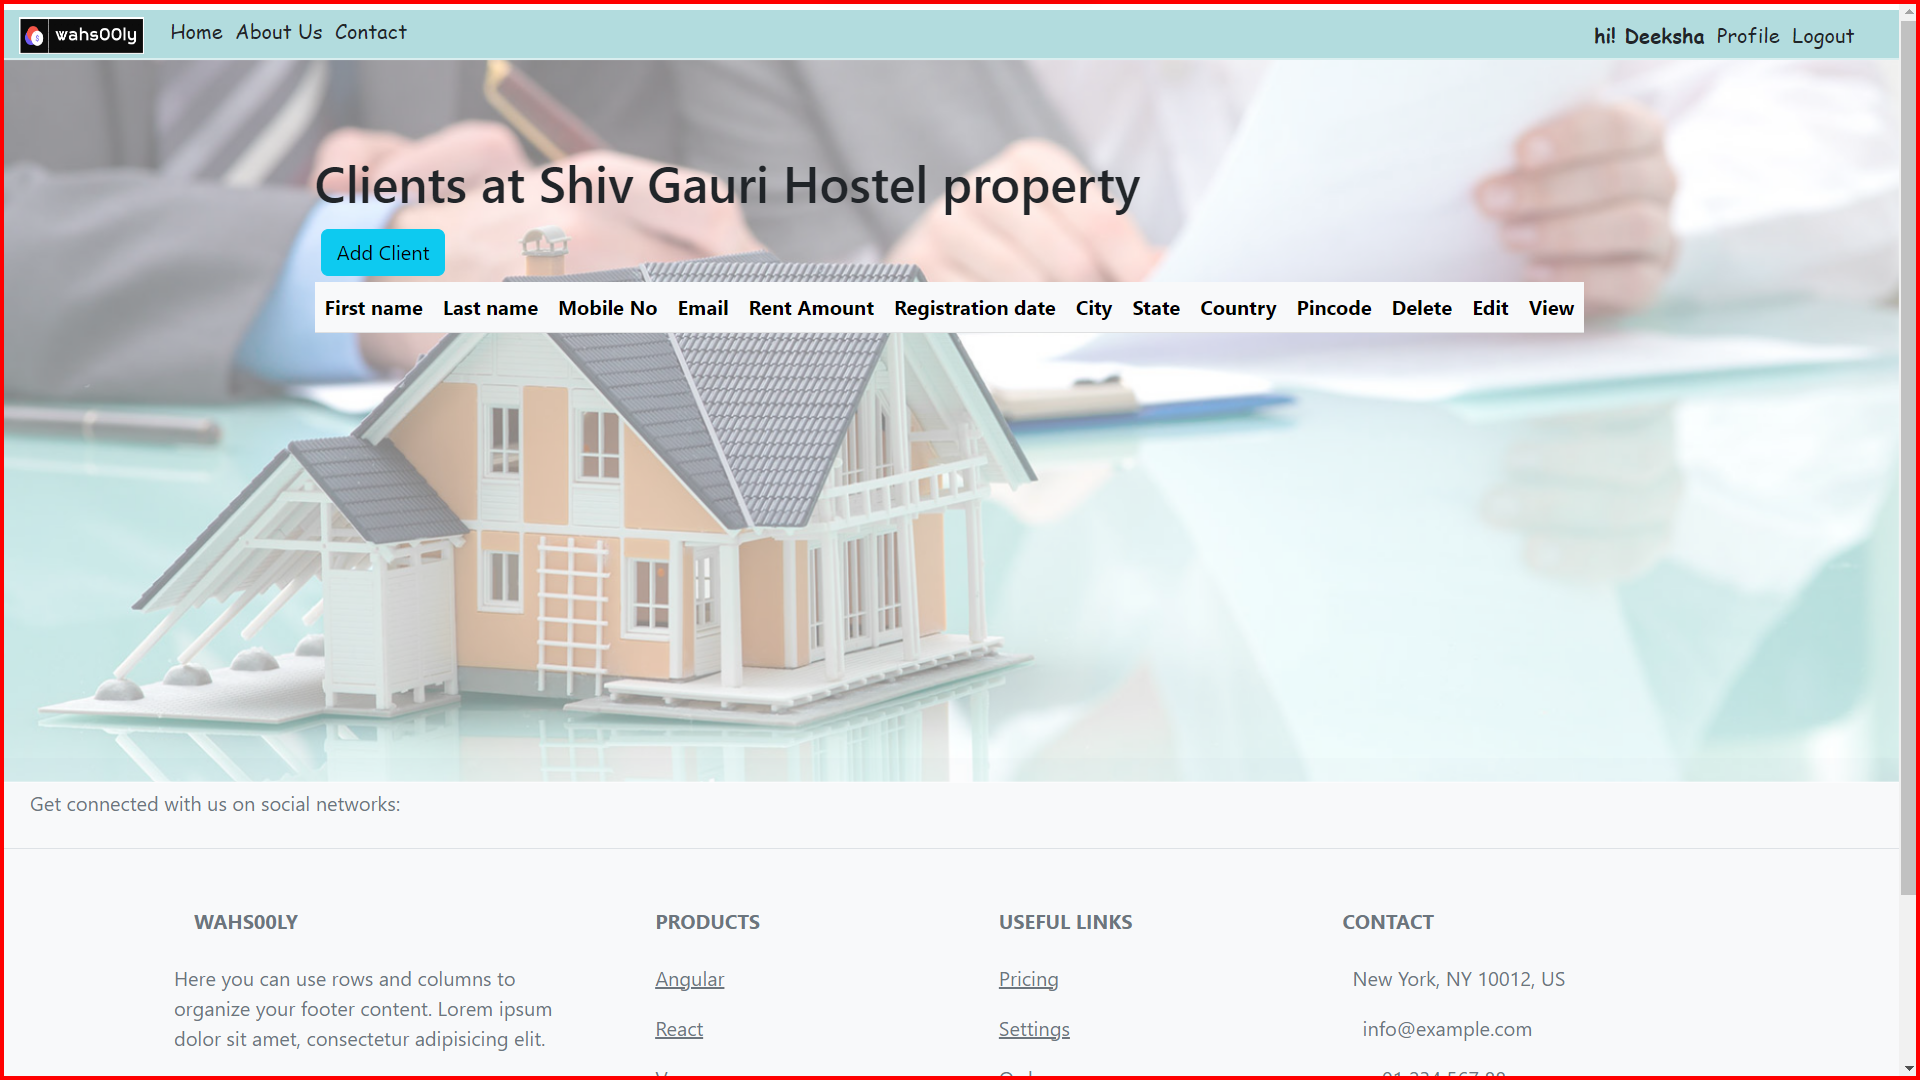 wahs00ly Home About Us Contact hi! Deeksha Profile Logout
Clients at Shiv Gauri Hostel property
Add Client
First name Last name Mobile No Email Rent Amount Registration date City State Country Pincode Delete Edit View
Get connected with us on social networks:
WAHS00LY PRODUCTS USEFUL LINKS CONTACT
Here you can use rows and columns to
organize your footer content. Lorem ipsum
dolor sit amet, consectetur adipisicing elit.
Angular
React
Pricing
Settings
New York, NY 10012, US
info@example.com